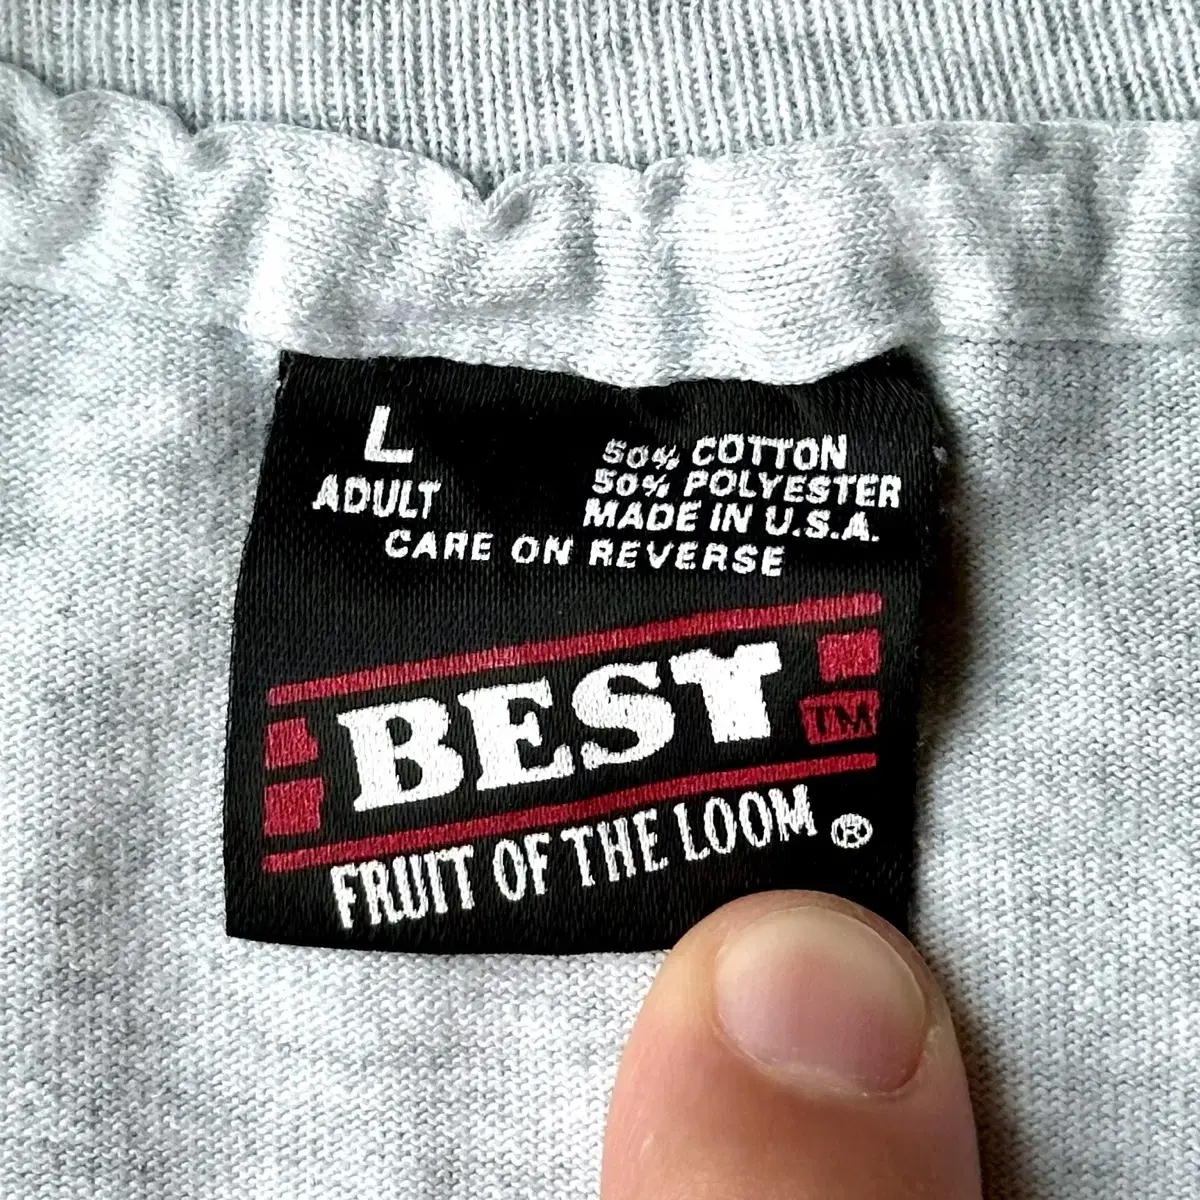 L
ADULT
50% COTTON
50% POLYESTER
MADE IN U.S.A.
CARE ON REVERSE
BEST TM
FRUIT OF THE LOOM ®